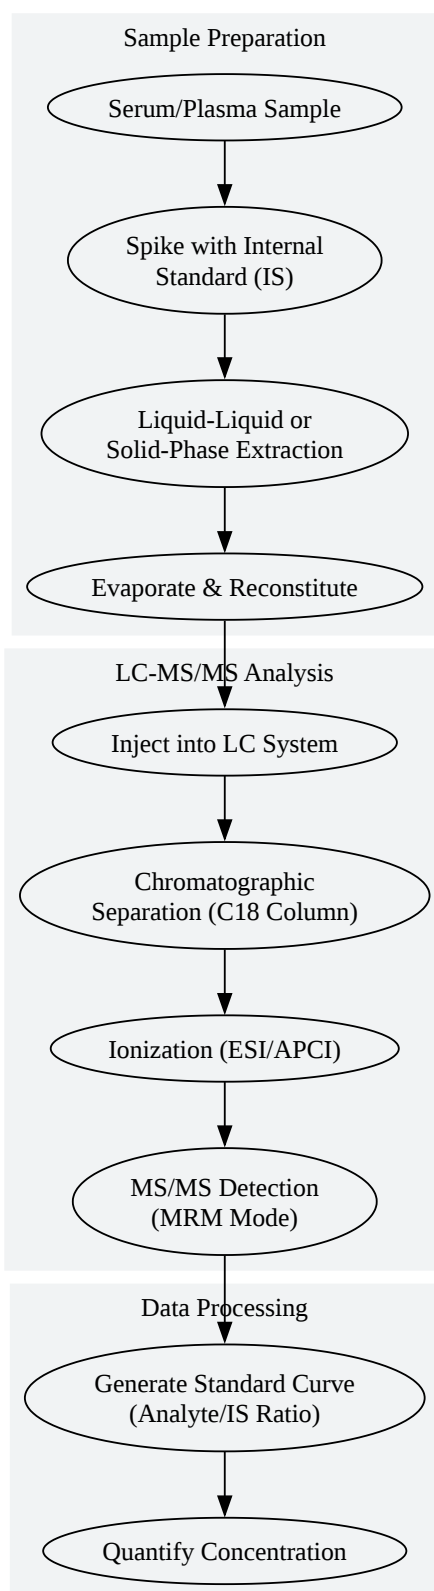 Sample Preparation
Serum/Plasma Sample
Spike with Internal
Standard (IS)
Liquid-Liquid or
Solid-Phase Extraction
Evaporate & Reconstitute
LC-MS/MS Analysis
Inject into LC System
Chromatographic
Separation (C18 Column)
Ionization (ESI/APCI)
MS/MS Detection
(MRM Mode)
Data Processing
Generate Standard Curve
(Analyte/IS Ratio)
Quantify Concentration